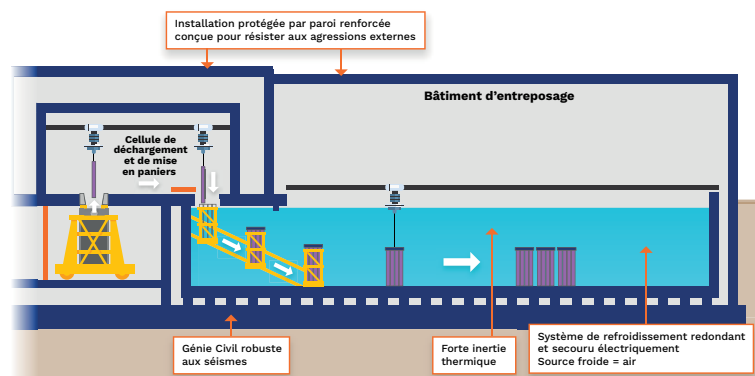 Installation protégée par paroi renforcée
conçue pour résister aux agressions externes
Bâtiment d’entreposage
Cellule de
déchargement
et de mise
en paniers
Génie Civil robuste
aux séismes
Forte inertie
thermique
Système de refroidissement redondant
et secouru électriquement
Source froide = air